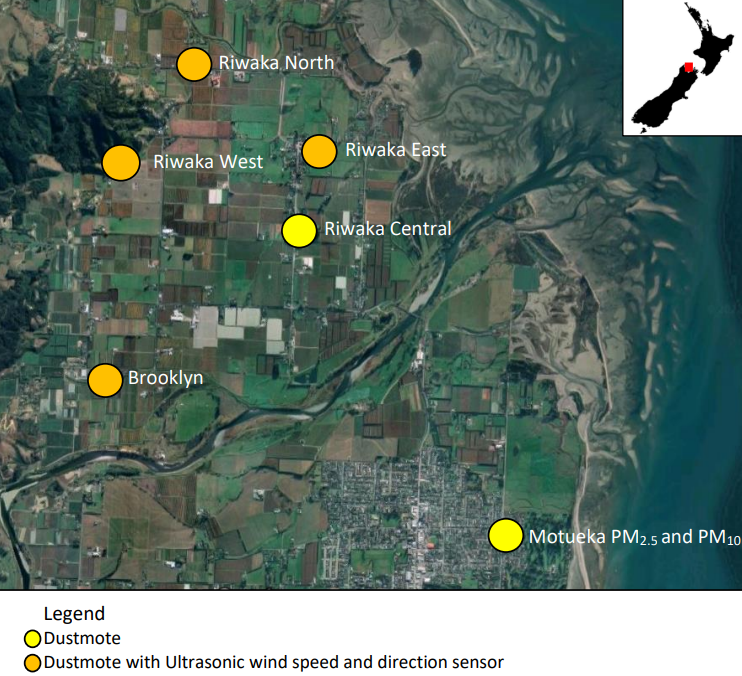 Riwaka North
Riwaka East
Riwaka West
Riwaka Central
Brooklyn
Motueka PM2.5 and PM10
Legend
Dustmote
Dustmote with Ultrasonic wind speed and direction sensor